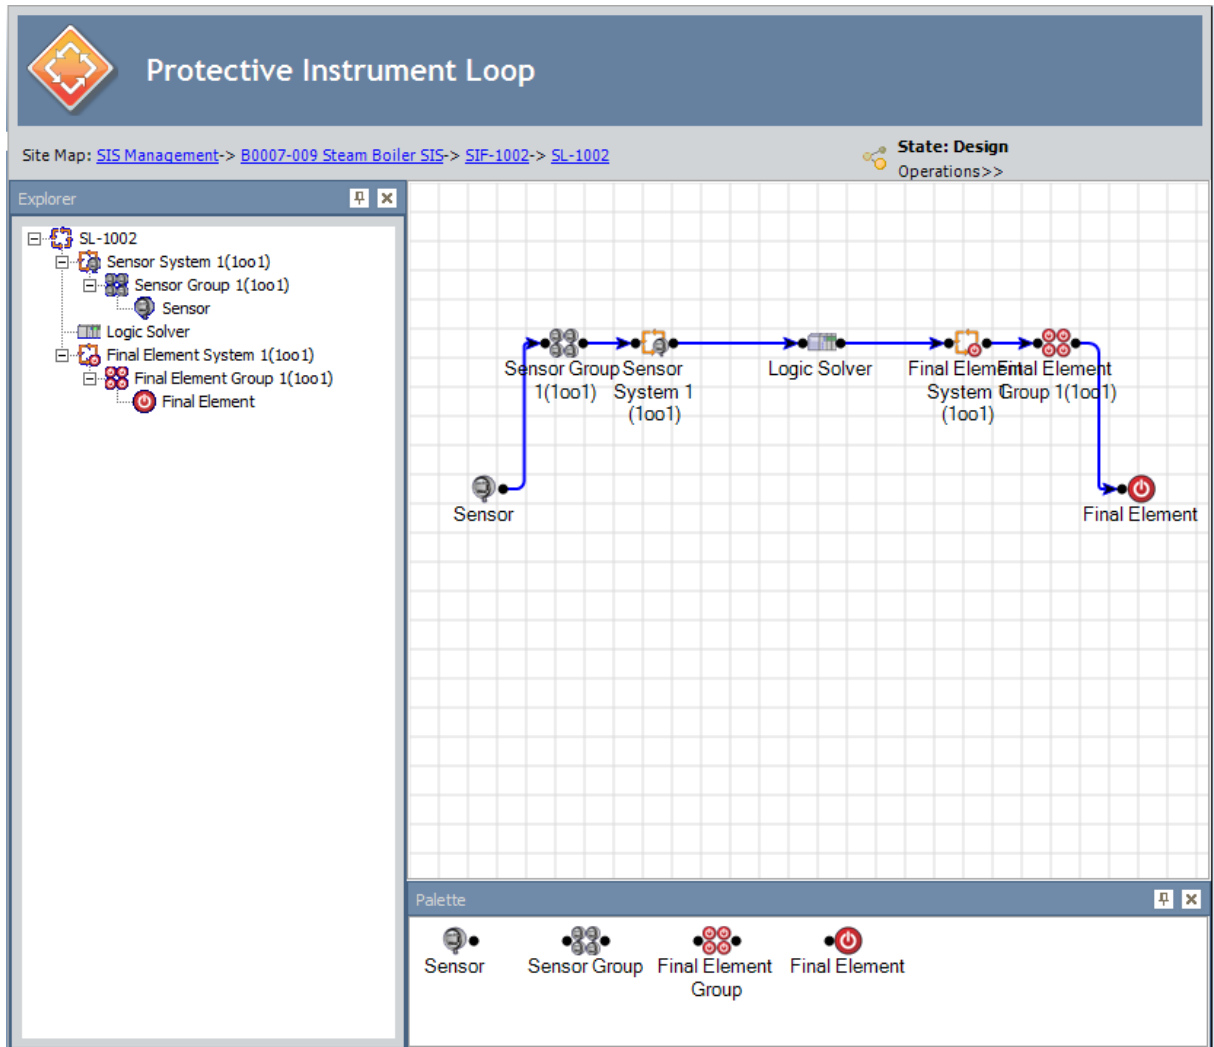 Protective Instrument Loop
Site Map: SIS Management-> B0007-009 Steam Boiler SIS-> SIF-1002-> SL-1002
State: Design
Operations>>
Explorer
SL-1002
Sensor System 1(1oo1)
Sensor Group 1(1oo1)
Sensor
Logic Solver
Final Element System 1(1oo1)
Final Element Group 1(1oo1)
Final Element
Sensor Group
1(1oo1)
Sensor
System 1
(1oo1)
Logic Solver
Final Element
System 1
(1oo1)
Final Element
Group 1(1oo1)
Sensor
Final Element
Palette
Sensor
Sensor Group
Final Element
Group
Final Element